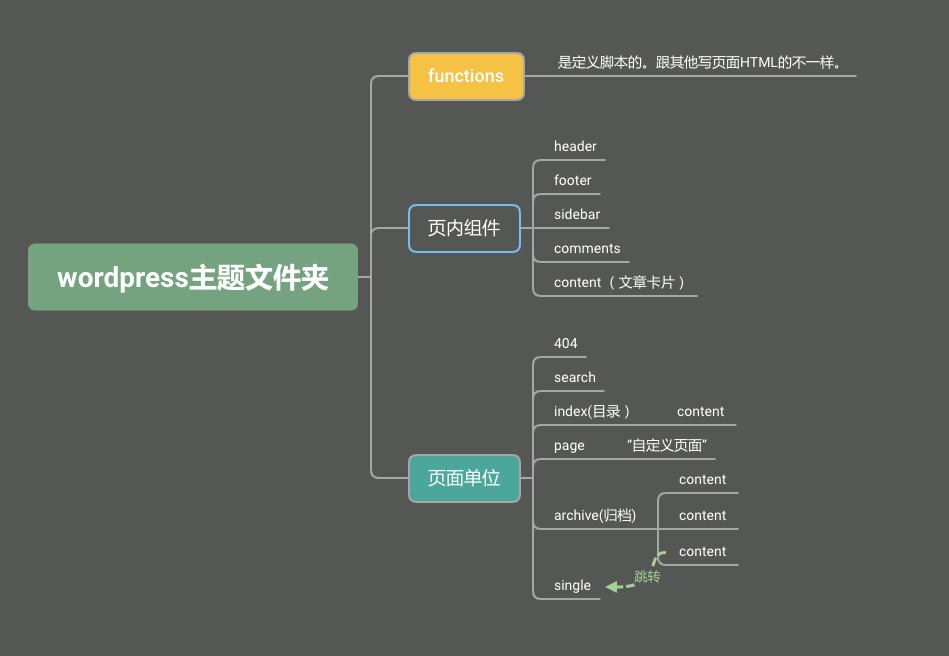 wordpress主题文件夹
functions
是定义脚本的。跟其他写页面HTML的不一样。
页内组件
header
footer
sidebar
comments
content（文章卡片）
页面单位
404
search
index(目录） content
page “自定义页面”
archive(归档)
content
content
content
跳转
single